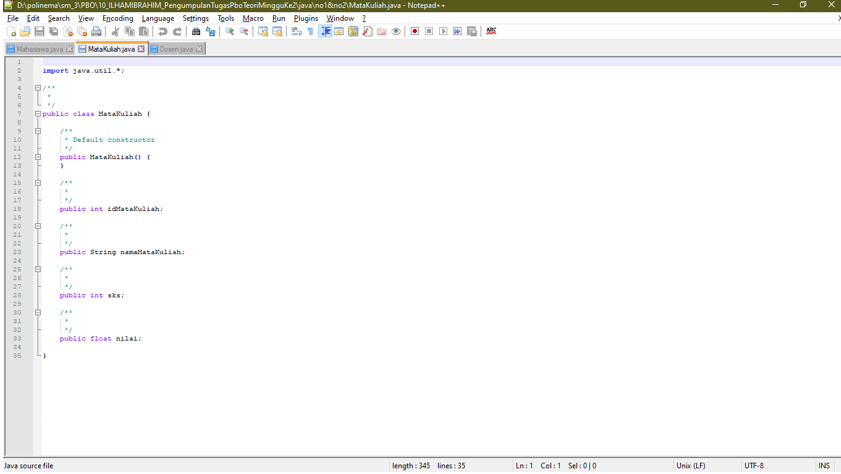 D:\polinema\sm_3\PBO\10_ILHAMIBRAHIM_PengumpulanTugasPboTeoriMingguKe2\java\no1&no2\MataKuliah.java - Notepad++
File Edit Search View Encoding Language Settings Tools Macro Run Plugins Window ?
Mahasiswa.java MataKuliah.java Dosen.java
1
2 import java.util.*;
3
4 /**
5 *
6 */
7 public class MataKuliah {
8
9 /**
10 * Default constructor
11 */
12 public MataKuliah() {
13 }
14
15 /**
16 *
17 */
18 public int idMataKuliah;
19
20 /**
21 *
22 */
23 public String namaMataKuliah;
24
25 /**
26 *
27 */
28 public int sks;
29
30 /**
31 *
32 */
33 public float nilai;
34
35 }
Java source file length : 345 lines : 35 Ln : 1 Col : 1 Sel : 0 | 0 Unix (LF) UTF-8 INS